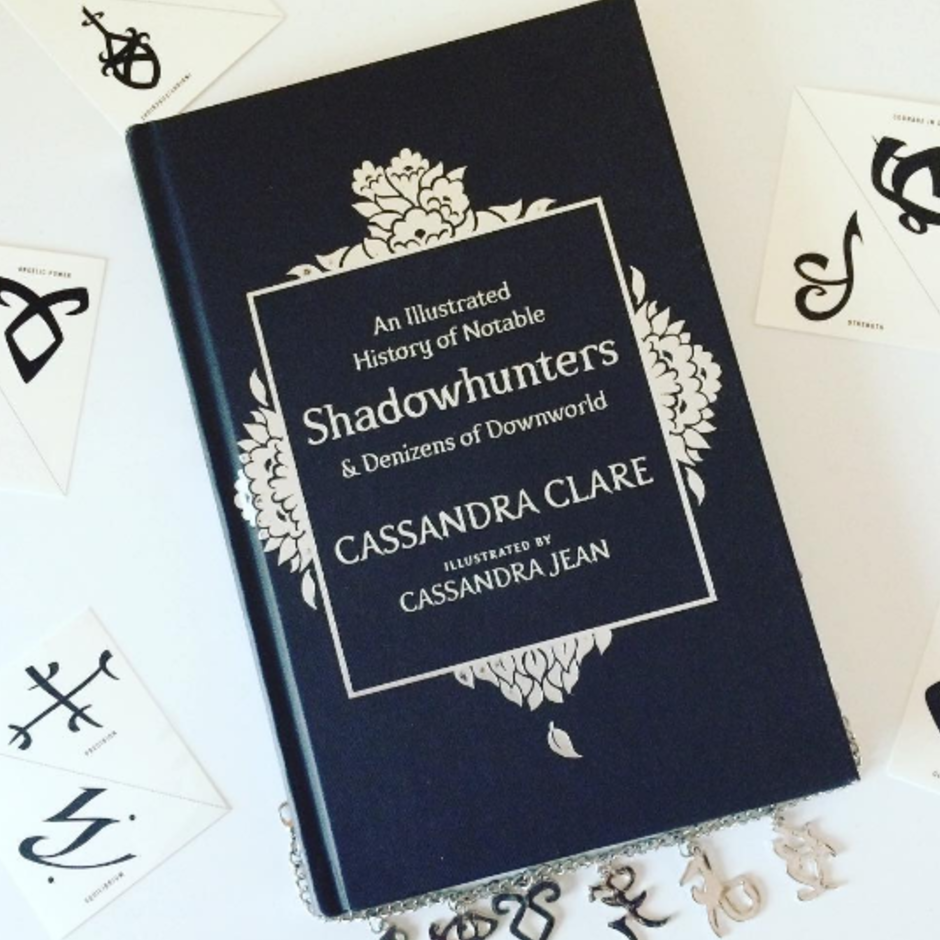 An Illustrated
History of Notable
Shadowhunters
& Denizens of Downworld
CASSANDRA CLARE
ILLUSTRATED BY
CASSANDRA JEAN
ANGELIC POWER
STRENGTH
PRECISION
EQUILIBRIUM